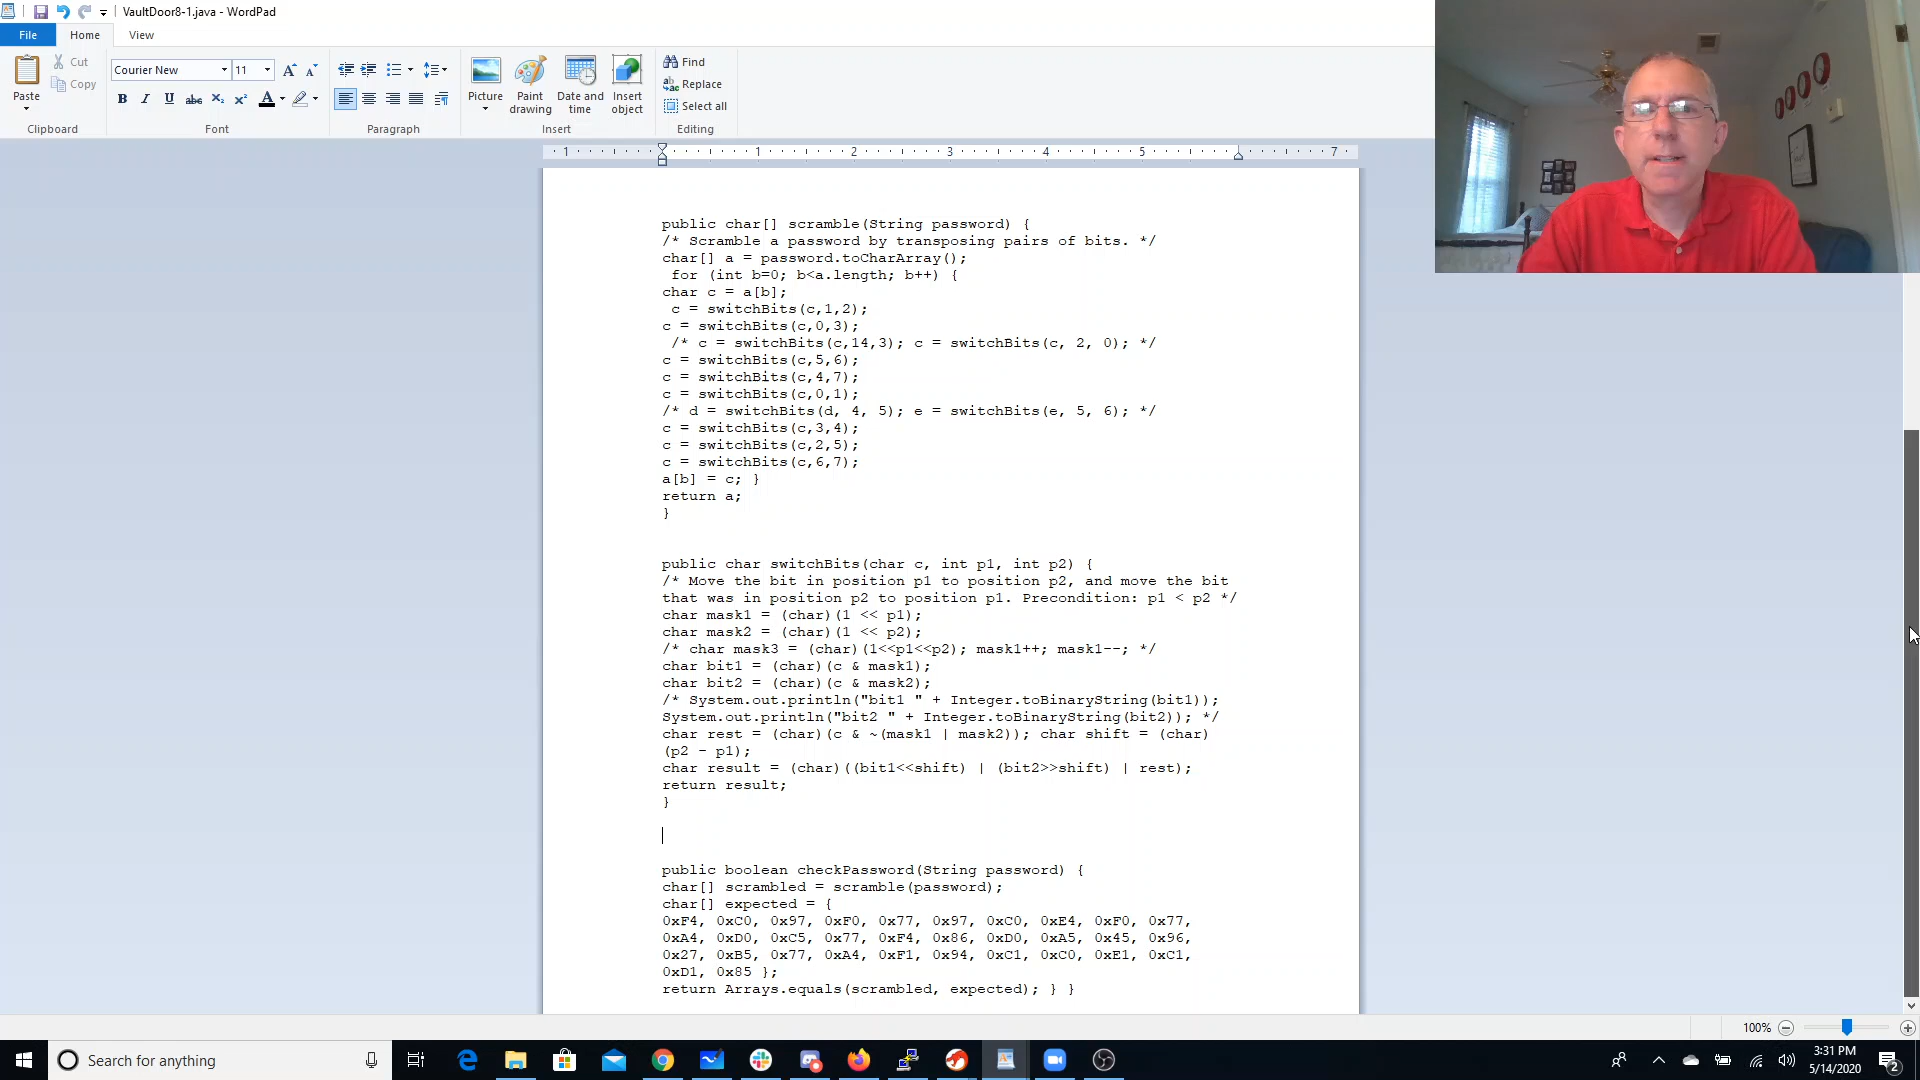 VaultDoor8-1.java - WordPad
File Home View
Paste
Cut
Copy
Clipboard
Courier New 11
Font
Paragraph
Picture
Paint drawing
Date and time
Insert object
Insert
Find
Replace
Select all
Editing
1 1 2 3 4 5 7
public char[] scramble(String password) {
/* Scramble a password by transposing pairs of bits. */
char[] a = password.toCharArray();
for (int b=0; b<a.length; b++) {
char c = a[b];
c = switchBits(c,1,2);
c = switchBits(c,0,3);
/* c = switchBits(c,14,3); c = switchBits(c, 2, 0); */
c = switchBits(c,5,6);
c = switchBits(c,4,7);
c = switchBits(c,0,1);
/* d = switchBits(d, 4, 5); e = switchBits(e, 5, 6); */
c = switchBits(c,3,4);
c = switchBits(c,2,5);
c = switchBits(c,6,7);
a[b] = c; }
return a;
}
public char switchBits(char c, int p1, int p2) {
/* Move the bit in position p1 to position p2, and move the bit
that was in position p2 to position p1. Precondition: p1 < p2 */
char mask1 = (char)(1 << p1);
char mask2 = (char)(1 << p2);
/* char mask3 = (char)(1<<p1<<p2); mask1++; mask1--; */
char bit1 = (char)(c & mask1);
char bit2 = (char)(c & mask2);
/* System.out.println("bit1 " + Integer.toBinaryString(bit1));
System.out.println("bit2 " + Integer.toBinaryString(bit2)); */
char rest = (char)(c & ~(mask1 | mask2)); char shift = (char)
(p2 - p1);
char result = (char)((bit1<<shift) | (bit2>>shift) | rest);
return result;
}
public boolean checkPassword(String password) {
char[] scrambled = scramble(password);
char[] expected = {
0xF4, 0xC0, 0x97, 0xF0, 0x77, 0x97, 0xC0, 0xE4, 0xF0, 0x77,
0xA4, 0xD0, 0xC5, 0x77, 0xF4, 0x86, 0xD0, 0xA5, 0x45, 0x96,
0x27, 0xB5, 0x77, 0xA4, 0xF1, 0x94, 0xC1, 0xC0, 0xE1, 0xC1,
0xD1, 0x85 };
return Arrays.equals(scrambled, expected); } }
100%
Search for anything
3:31 PM
5/14/2020
2